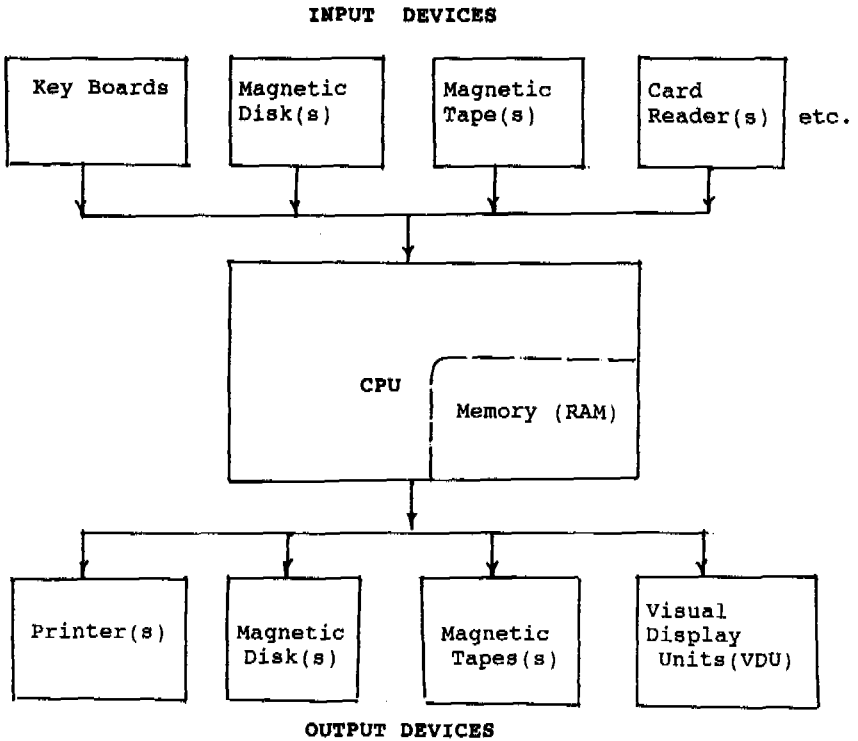 INPUT DEVICES
Key Boards
Magnetic
Disk(s)
Magnetic
Tape(s)
Card
Reader(s)
etc.
CPU
Memory (RAM)
Printer(s)
Magnetic
Disk(s)
Magnetic
Tapes(s)
Visual
Display
Units(VDU)
OUTPUT DEVICES